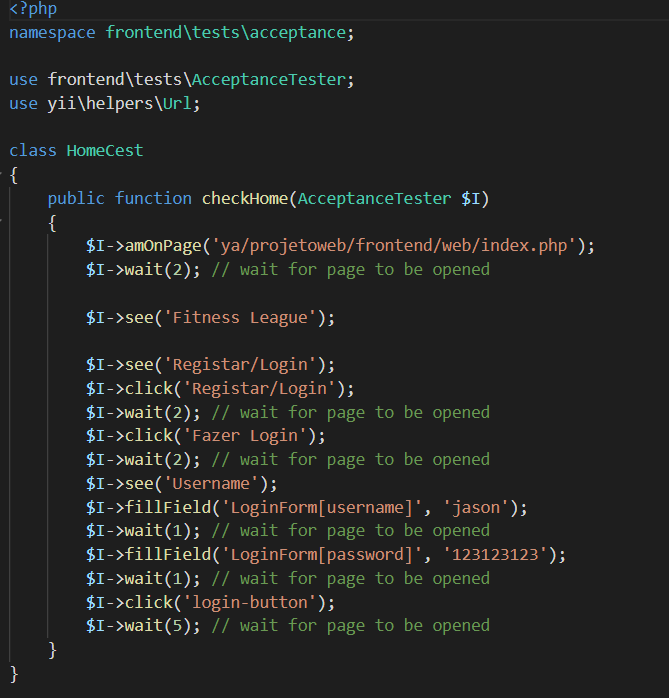 <?php
namespace frontend\tests\acceptance;
use frontend\tests\AcceptanceTester;
use yii\helpers\Url;
class HomeCest
{
public function checkHome(AcceptanceTester $I)
{
$I->amOnPage('ya/projetoweb/frontend/web/index.php');
$I->wait(2); // wait for page to be opened
$I->see('Fitness League');
$I->see('Registar/Login');
$I->click('Registar/Login');
$I->wait(2); // wait for page to be opened
$I->click('Fazer Login');
$I->wait(2); // wait for page to be opened
$I->see('Username');
$I->fillField('LoginForm[username]', 'jason');
$I->wait(1); // wait for page to be opened
$I->fillField('LoginForm[password]', '123123123');
$I->wait(1); // wait for page to be opened
$I->click('login-button');
$I->wait(5); // wait for page to be opened
}
}